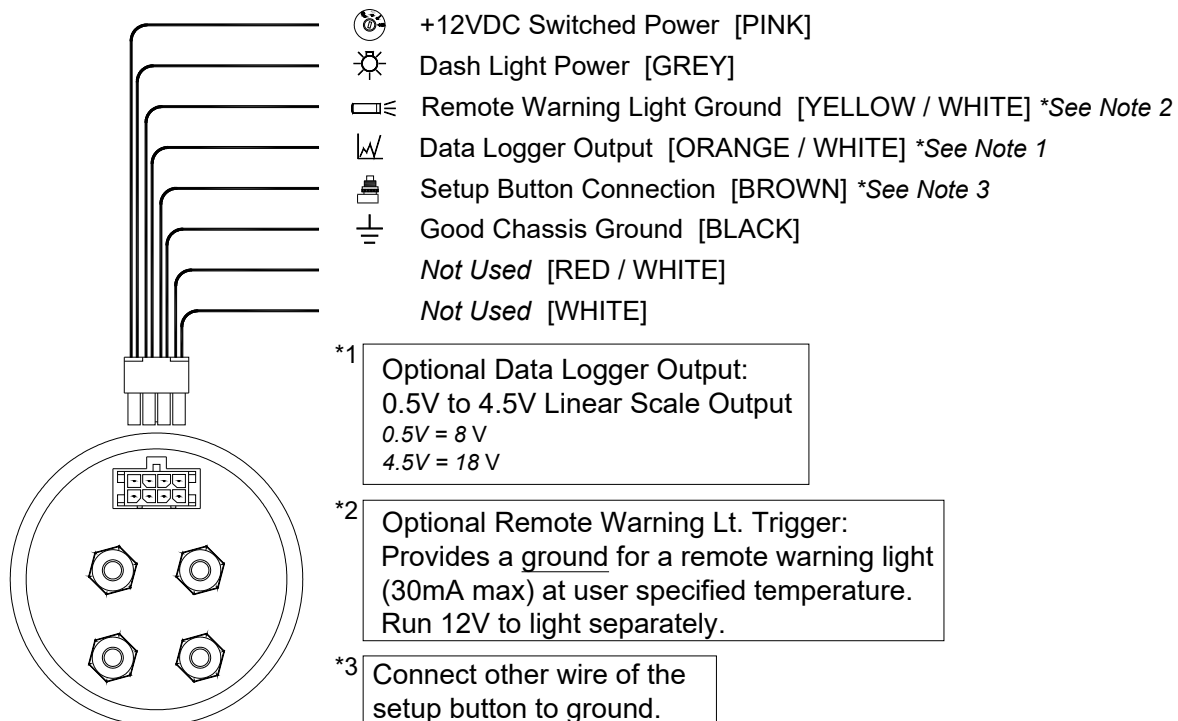 +12VDC Switched Power [PINK]
Dash Light Power [GREY]
Remote Warning Light Ground [YELLOW / WHITE] *See Note 2
Data Logger Output [ORANGE / WHITE] *See Note 1
Setup Button Connection [BROWN] *See Note 3
Good Chassis Ground [BLACK]
Not Used [RED / WHITE]
Not Used [WHITE]
*1
Optional Data Logger Output:
0.5V to 4.5V Linear Scale Output
0.5V = 8 V
4.5V = 18 V
*2
Optional Remote Warning Lt. Trigger:
Provides a ground for a remote warning light
(30mA max) at user specified temperature.
Run 12V to light separately.
*3
Connect other wire of the
setup button to ground.